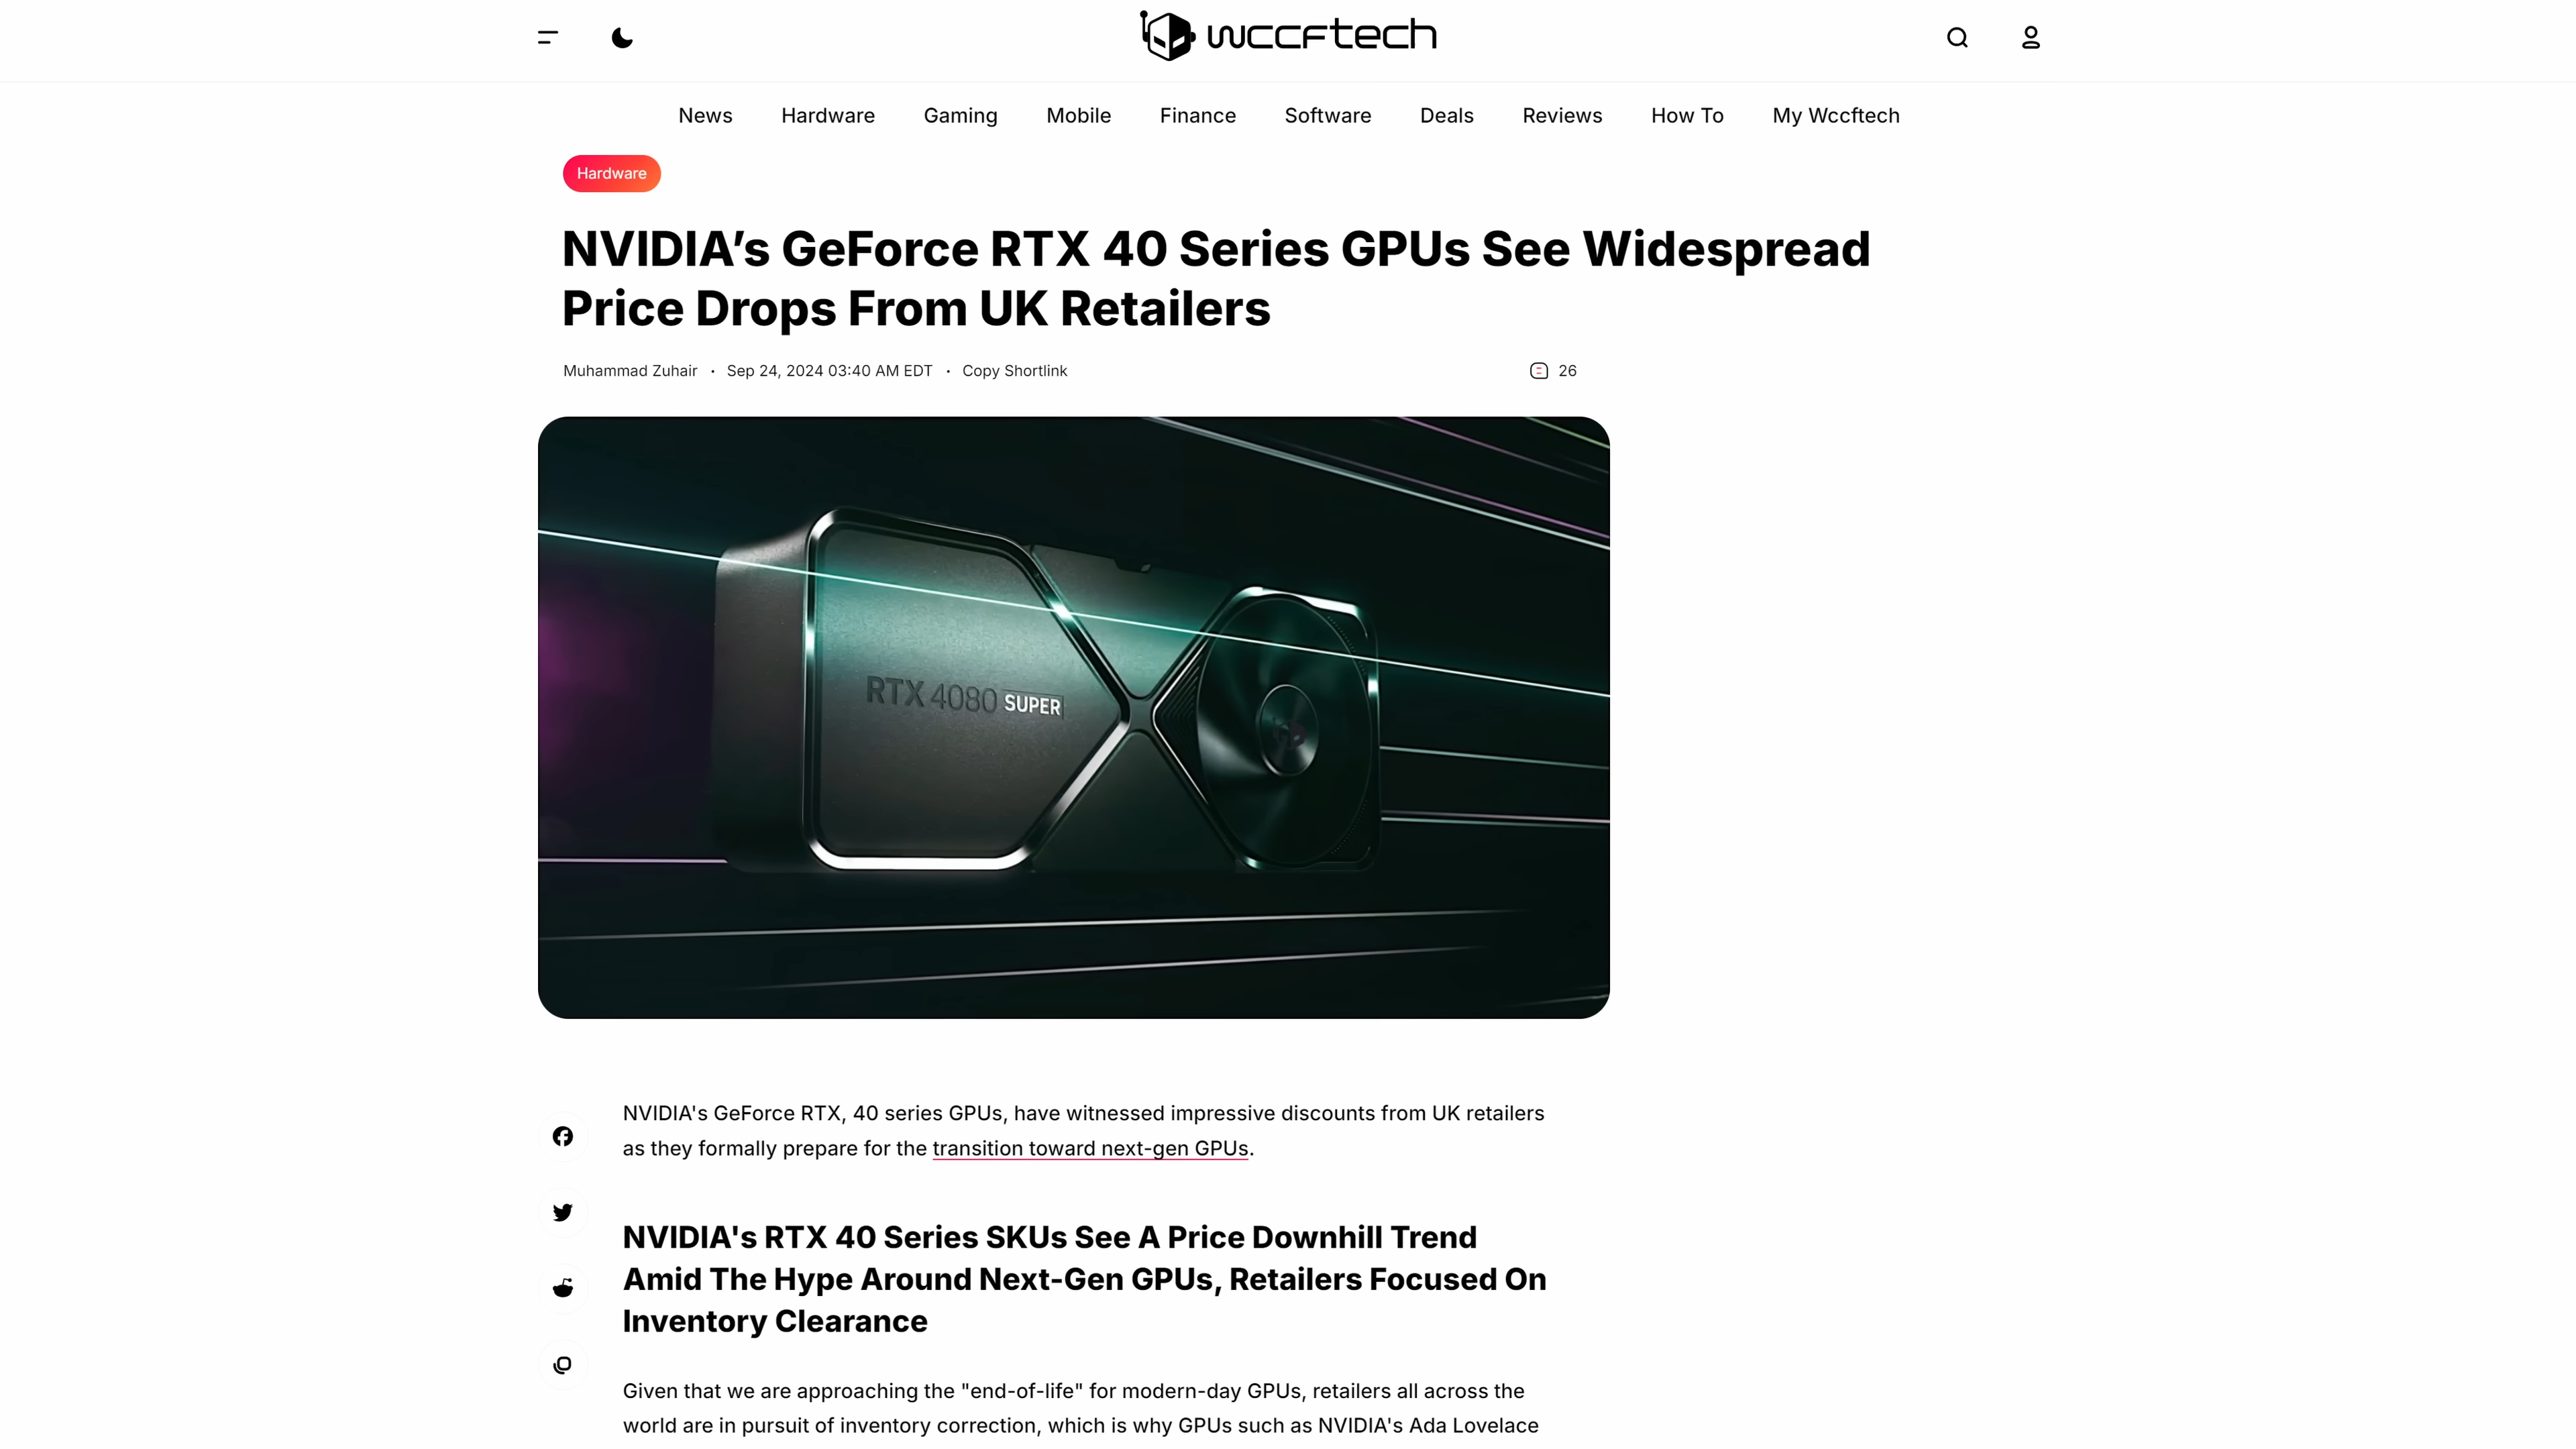 wccftech
News Hardware Gaming Mobile Finance Software Deals Reviews How To My Wccftech
Hardware
NVIDIA’s GeForce RTX 40 Series GPUs See Widespread
Price Drops From UK Retailers
Muhammad Zuhair • Sep 24, 2024 03:40 AM EDT • Copy Shortlink
26
RTX 4080 SUPER
NVIDIA's GeForce RTX, 40 series GPUs, have witnessed impressive discounts from UK retailers
as they formally prepare for the transition toward next-gen GPUs.
NVIDIA's RTX 40 Series SKUs See A Price Downhill Trend
Amid The Hype Around Next-Gen GPUs, Retailers Focused On
Inventory Clearance
Given that we are approaching the "end-of-life" for modern-day GPUs, retailers all across the
world are in pursuit of inventory correction, which is why GPUs such as NVIDIA's Ada Lovelace